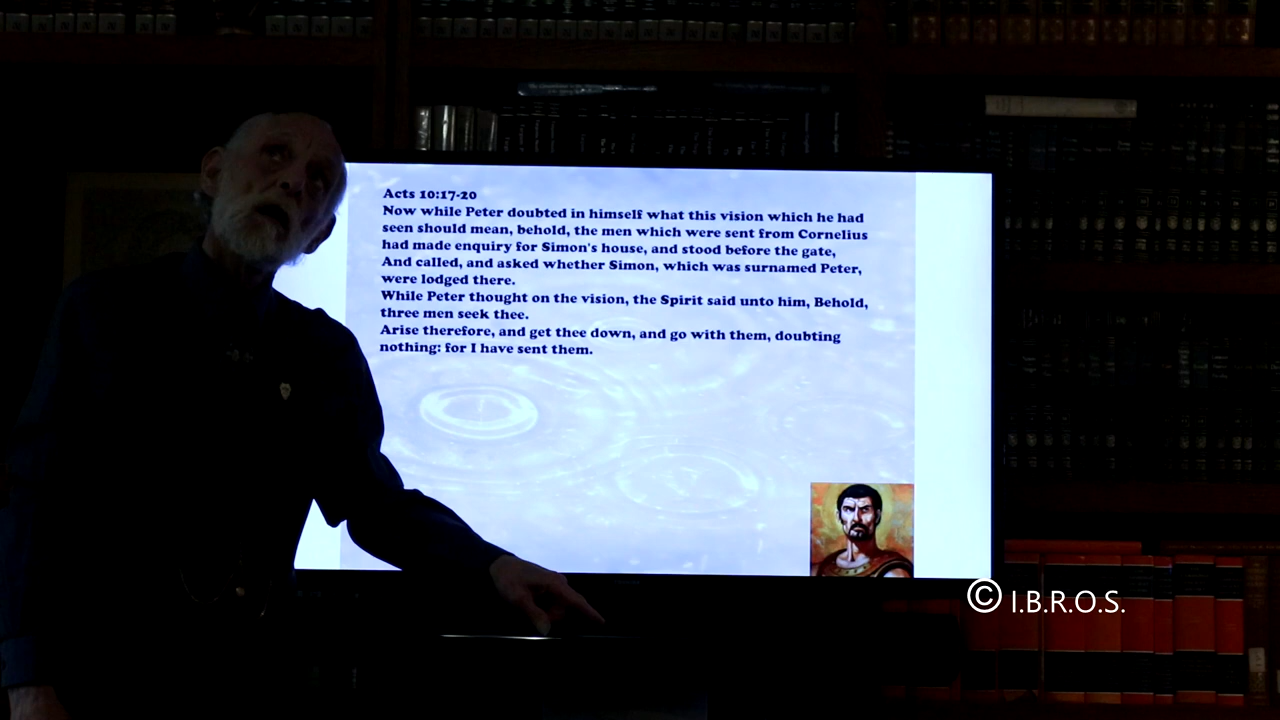 Acts 10:17-20
Now while Peter doubted in himself what this vision which he had
seen should mean, behold, the men which were sent from Cornelius
had made enquiry for Simon's house, and stood before the gate,
And called, and asked whether Simon, which was surnamed Peter,
were lodged there.
While Peter thought on the vision, the Spirit said unto him, Behold,
three men seek thee.
Arise therefore, and get thee down, and go with them, doubting
nothing: for I have sent them.
© I.B.R.O.S.